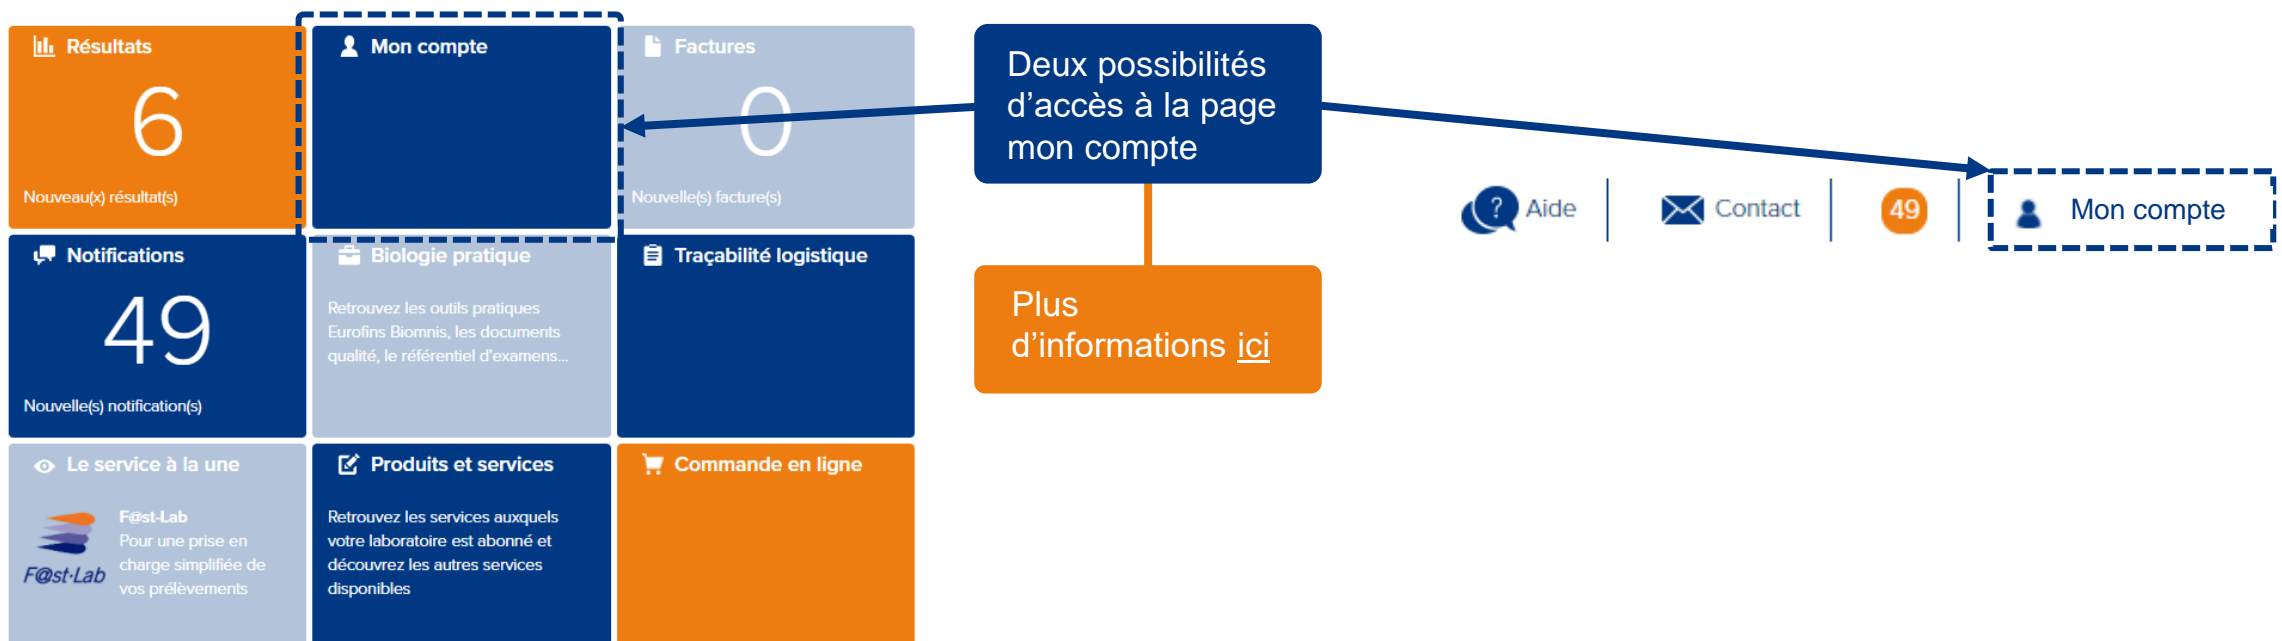 Résultats
6
Nouveau(x) résultat(s)
Mon compte
Factures
0
Nouvelle(s) facture(s)
Notifications
49
Nouvelle(s) notification(s)
Biologie pratique
Retrouvez les outils pratiques
Eurofins Biomnis, les documents
qualité, le référentiel d'examens...
Traçabilité logistique
Le service à la une
F@st-Lab
F@st-Lab
Pour une prise en
charge simplifiée de
vos prélèvements
Produits et services
Retrouvez les services auxquels
votre laboratoire est abonné et
découvrez les autres services
disponibles
Commande en ligne
Deux possibilités
d’accès à la page
mon compte
Plus
d’informations ici
? Aide
Contact
49
Mon compte